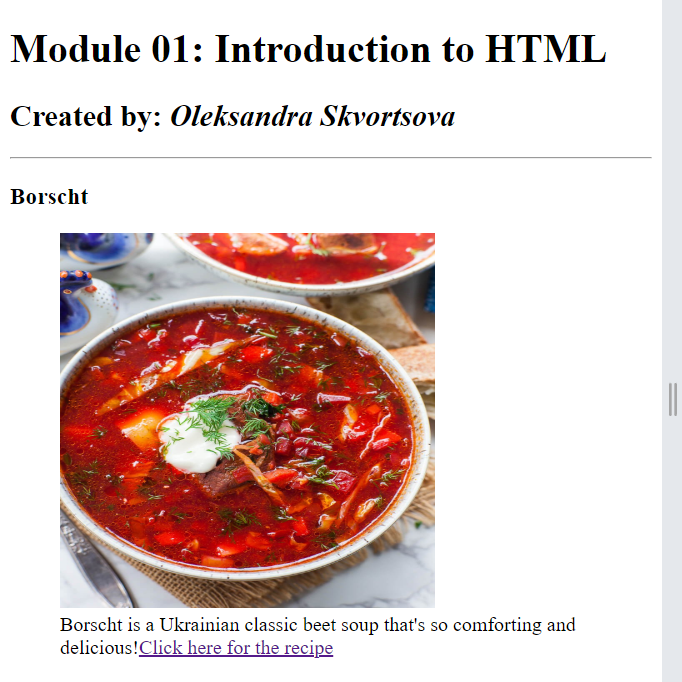 Module 01: Introduction to HTML
Created by: Oleksandra Skvortsova
Borscht
Borscht is a Ukrainian classic beet soup that's so comforting and
delicious!Click here for the recipe